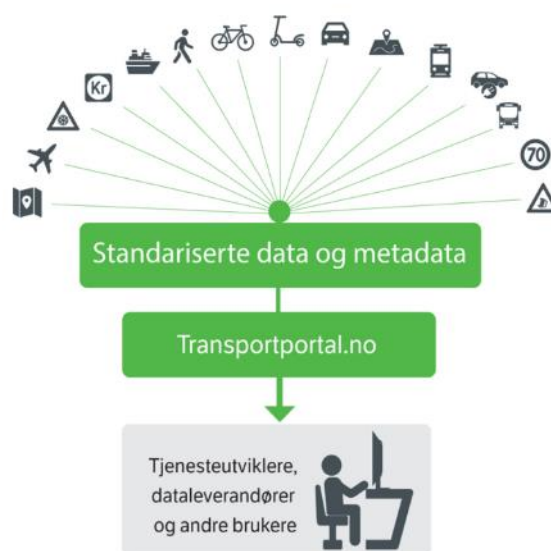 Kr
70
Standariserte data og metadata
Transportportal.no
Tjenesteutviklere,
dataleverandører
og andre brukere